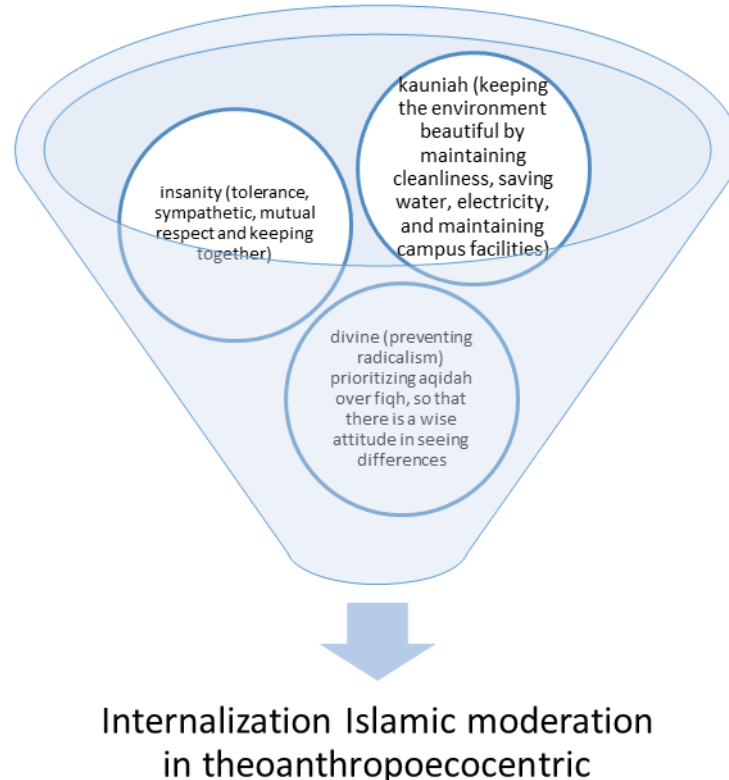 kauniah (keeping
the environment
beautiful by
maintaining
cleanliness, saving
water, electricity,
and maintaining
campus facilities)
insanity (tolerance,
sympathetic, mutual
respect and keeping
together)
divine (preventing
radicalism)
prioritizing aqidah
over fiqh, so that
there is a wise
attitude in seeing
differences
Internalization Islamic moderation
in theoanthropoecocentric